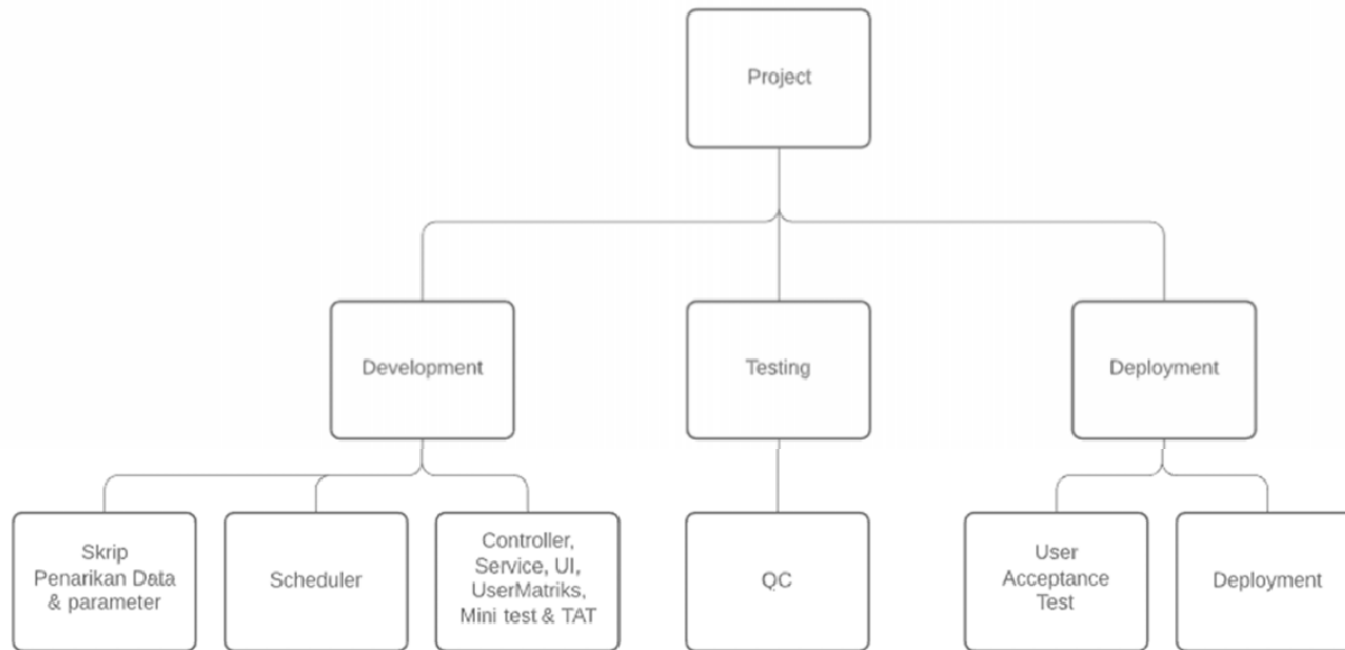 Project
Development
Testing
Deployment
Skrip
Penarikan Data
& parameter
Scheduler
Controller,
Service, UI,
UserMatriks,
Mini test & TAT
QC
User
Acceptance
Test
Deployment